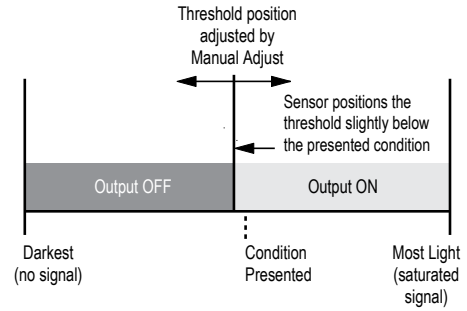 Threshold position
adjusted by
Manual Adjust
Sensor positions the
threshold slightly below
the presented condition
Output OFF
Output ON
Darkest
(no signal)
Condition
Presented
Most Light
(saturated
signal)